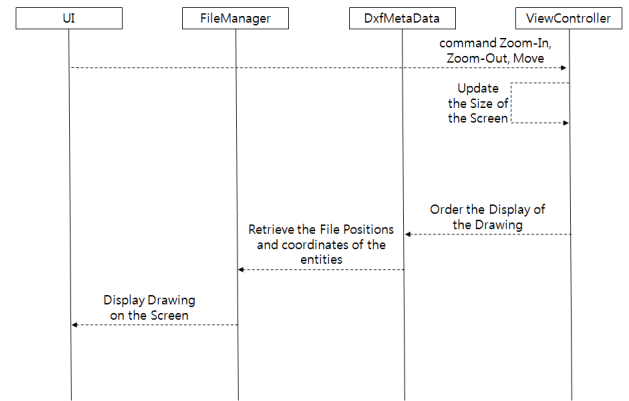 UI
FileManager
DxfMetaData
ViewController
command Zoom-In,
Zoom-Out, Move
Update
the Size of
the Screen
Order the Display of
the Drawing
Retrieve the File Positions
and coordinates of the
entities
Display Drawing
on the Screen